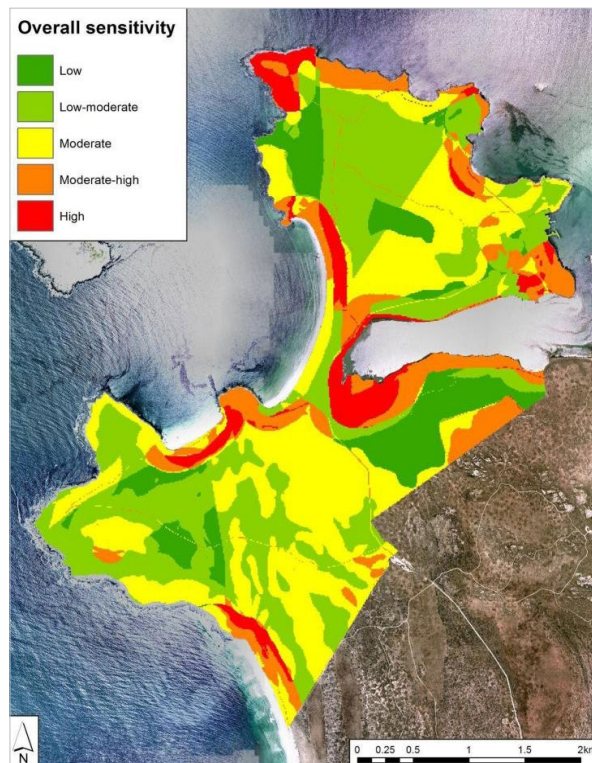 Overall sensitivity
Low
Low-moderate
Moderate
Moderate-high
High
N
0 0.25 0.5 1 1.5 2km